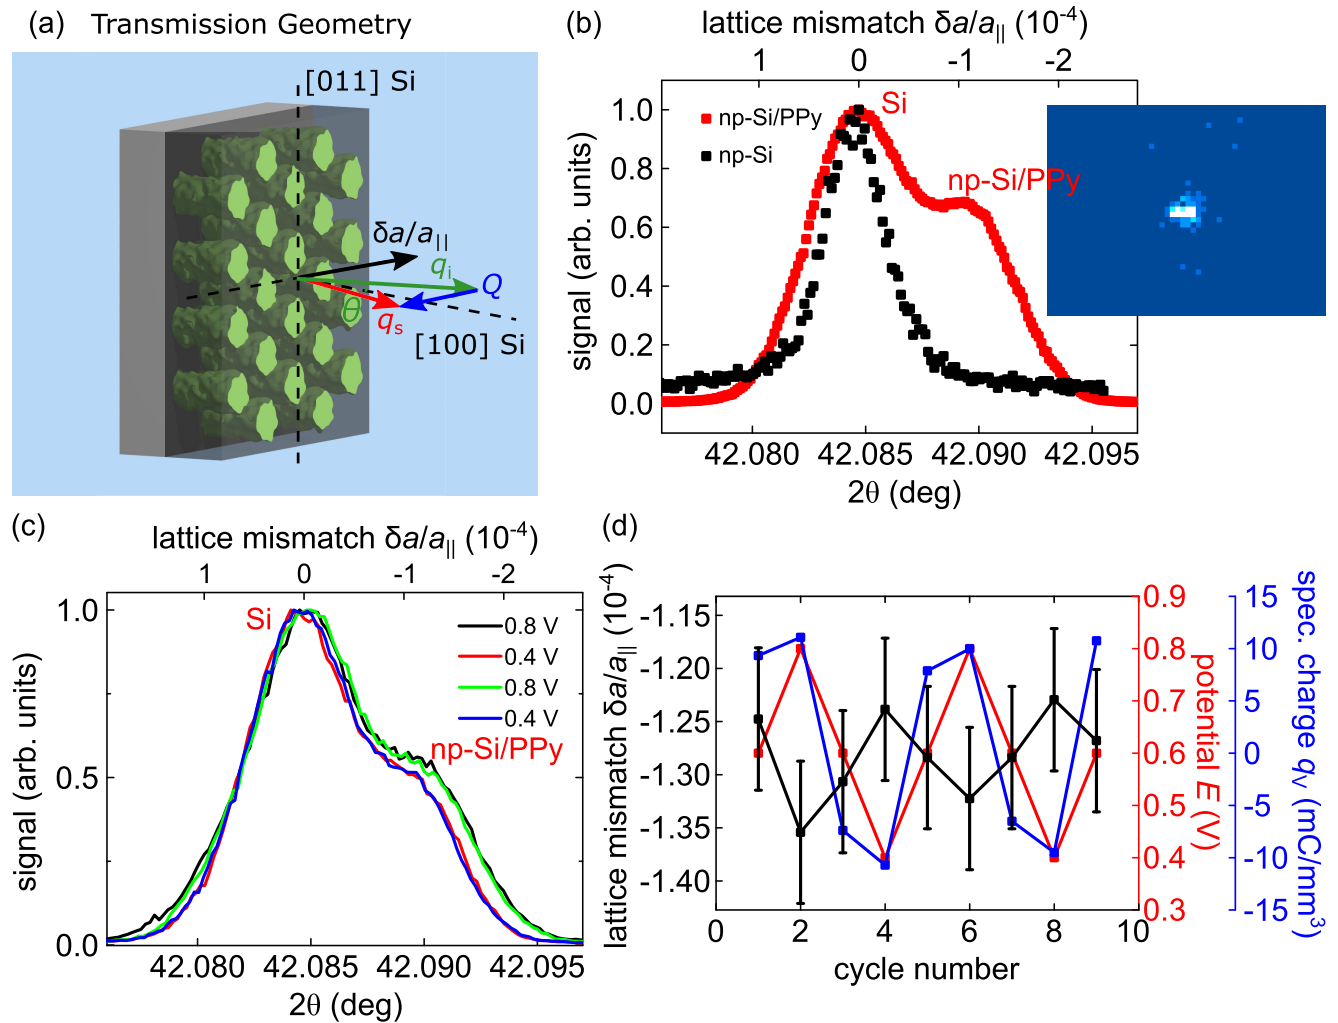 (a) Transmission Geometry
[011] Si
δa/a||
qi
Q
θ
qs
[100] Si
(b) lattice mismatch δa/a|| (10-4)
1 0 -1 -2
Si
np-Si/PPy
np-Si
np-Si/PPy
signal (arb. units)
1.0
0.8
0.6
0.4
0.2
0.0
42.080 42.085 42.090 42.095
2θ (deg)
(c) lattice mismatch δa/a|| (10-4)
1 0 -1 -2
Si
0.8 V
0.4 V
0.8 V
0.4 V
np-Si/PPy
signal (arb. units)
1.0
0.5
0.0
42.080 42.085 42.090 42.095
2θ (deg)
(d)
lattice mismatch δa/a|| (10-4)
-1.15
-1.20
-1.25
-1.30
-1.35
-1.40
0 2 4 6 8 10
cycle number
0.9
0.8
0.7
0.6
0.5
0.4
0.3
potential E (V)
15
10
5
0
-5
-10
-15
spec. charge qV (mC/mm3)